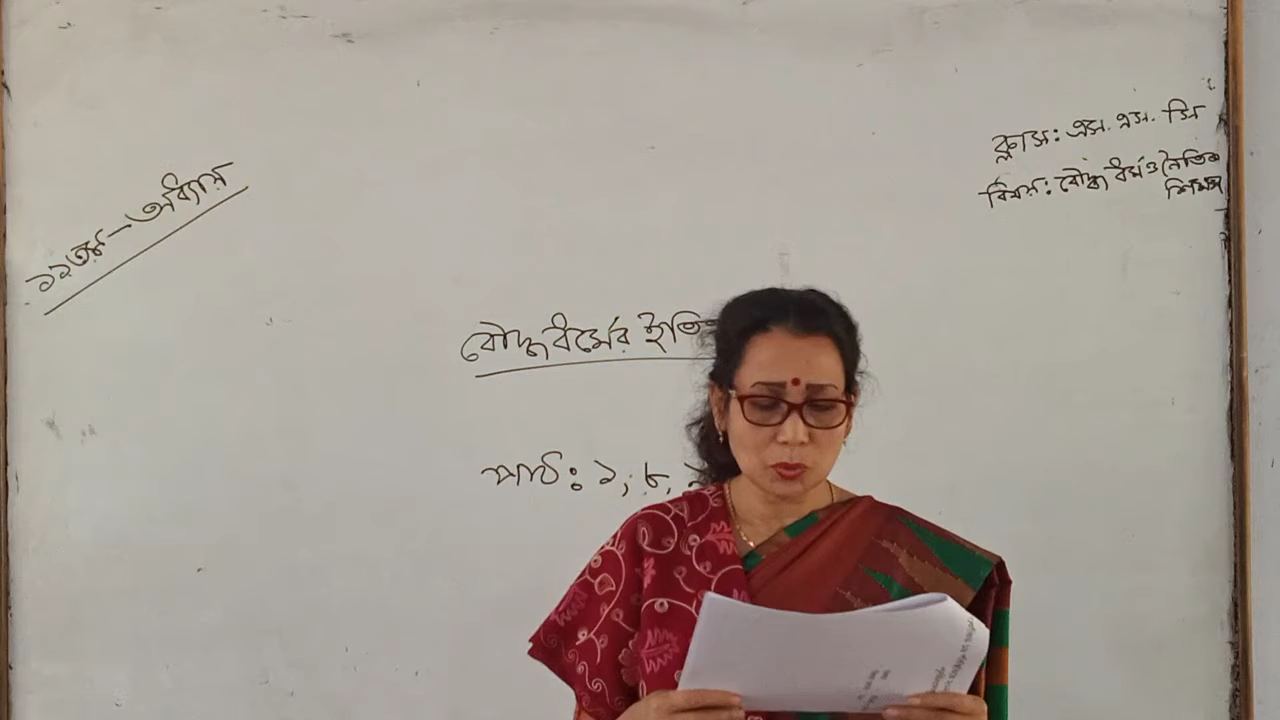 ক্লাস: এস. এস. সি
বিষয়: বৌদ্ধ ধর্ম ও নৈতিক
শিক্ষা
১১তম - অধ্যায়
বৌদ্ধধর্মের ইতি
পাঠ: ১, ৮,